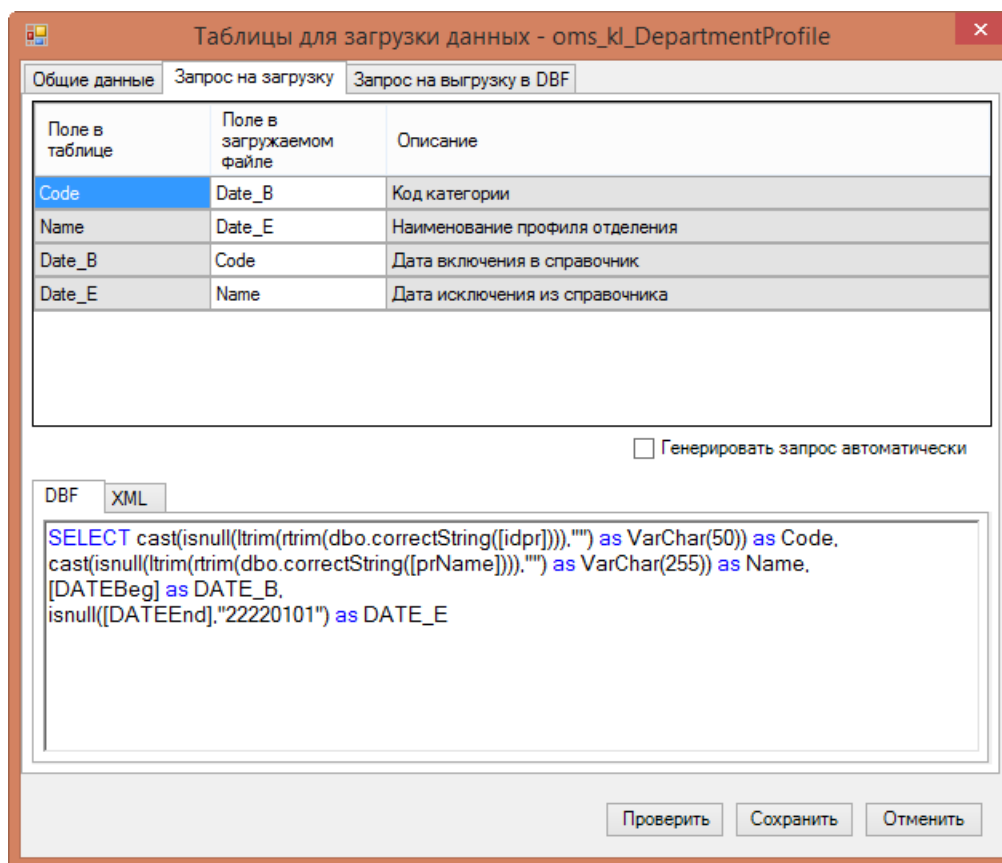 Таблицы для загрузки данных - oms_kl_DepartmentProfile
Общие данные Запрос на загрузку Запрос на выгрузку в DBF
Поле в таблице Поле в загружаемом файле Описание
Code Date_B Код категории
Name Date_E Наименование профиля отделения
Date_B Code Дата включения в справочник
Date_E Name Дата исключения из справочника
Генерировать запрос автоматически
DBF XML
SELECT cast(isnull(ltrim(rtrim(dbo.correctString([idpr]))),"") as VarChar(50)) as Code,
cast(isnull(ltrim(rtrim(dbo.correctString([prName]))),"") as VarChar(255)) as Name,
[DATEBeg] as DATE_B,
isnull([DATEEnd],"22220101") as DATE_E
Проверить Сохранить Отменить